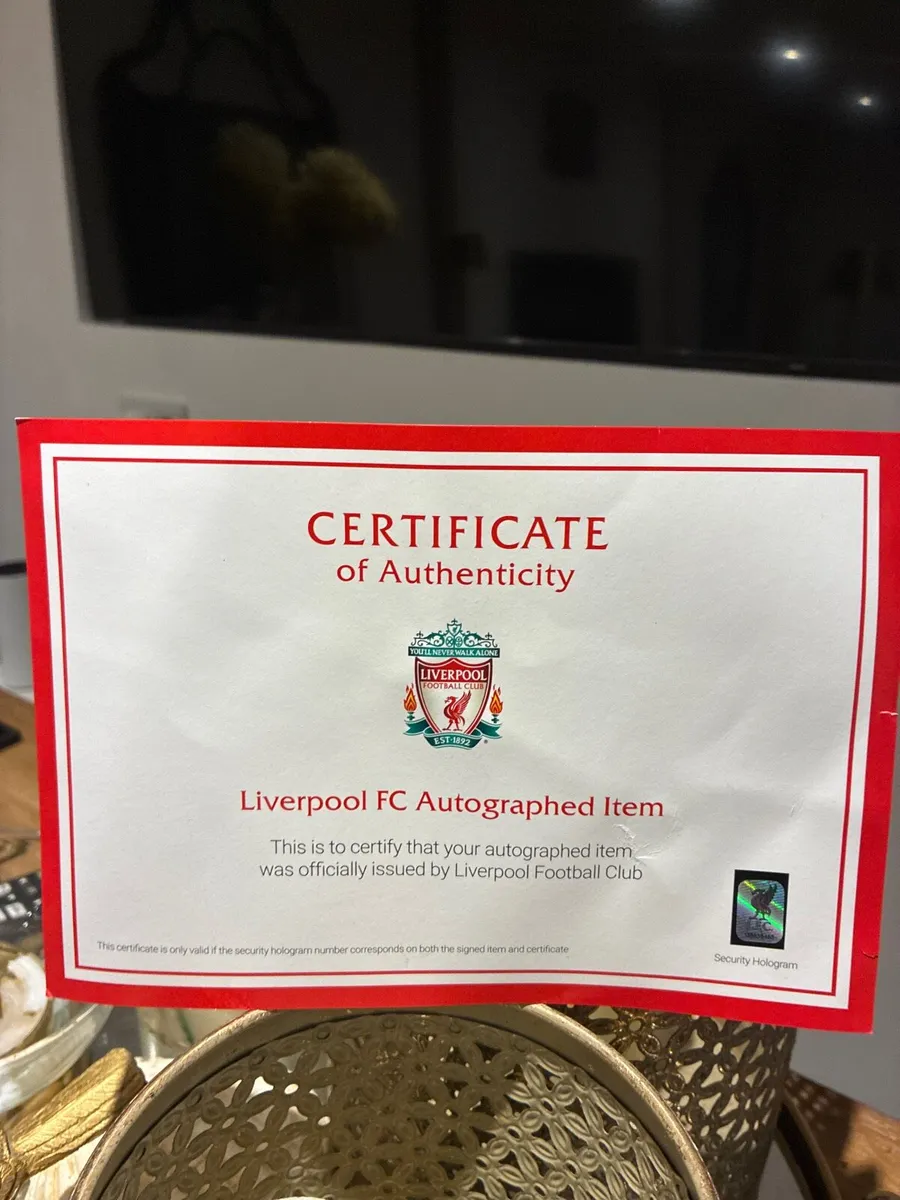 CERTIFICATE
of Authenticity
YOU'LL NEVER WALK ALONE
LIVERPOOL
FOOTBALL CLUB
EST·1892
®
Liverpool FC Autographed Item
This is to certify that your autographed item
was officially issued by Liverpool Football Club
L.F.C.
This certificate is only valid if the security hologram number corresponds on both the signed item and certificate
Security Hologram